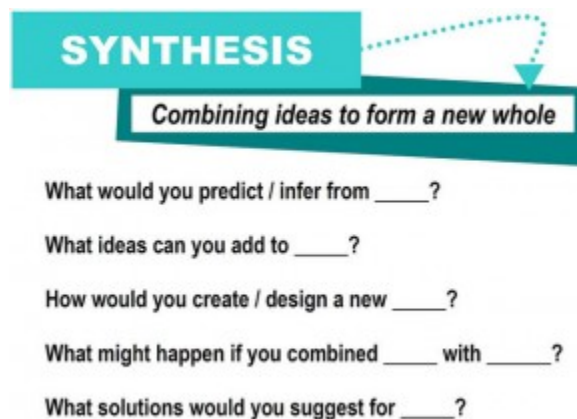 SYNTHESIS
Combining ideas to form a new whole
What would you predict / infer from _____?
What ideas can you add to _____?
How would you create / design a new _____?
What might happen if you combined _____ with ______?
What solutions would you suggest for _____?